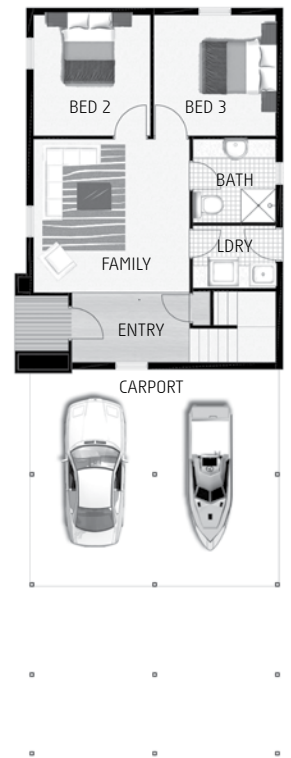 BED 2
BED 3
BATH
LDRY
FAMILY
ENTRY
CARPORT